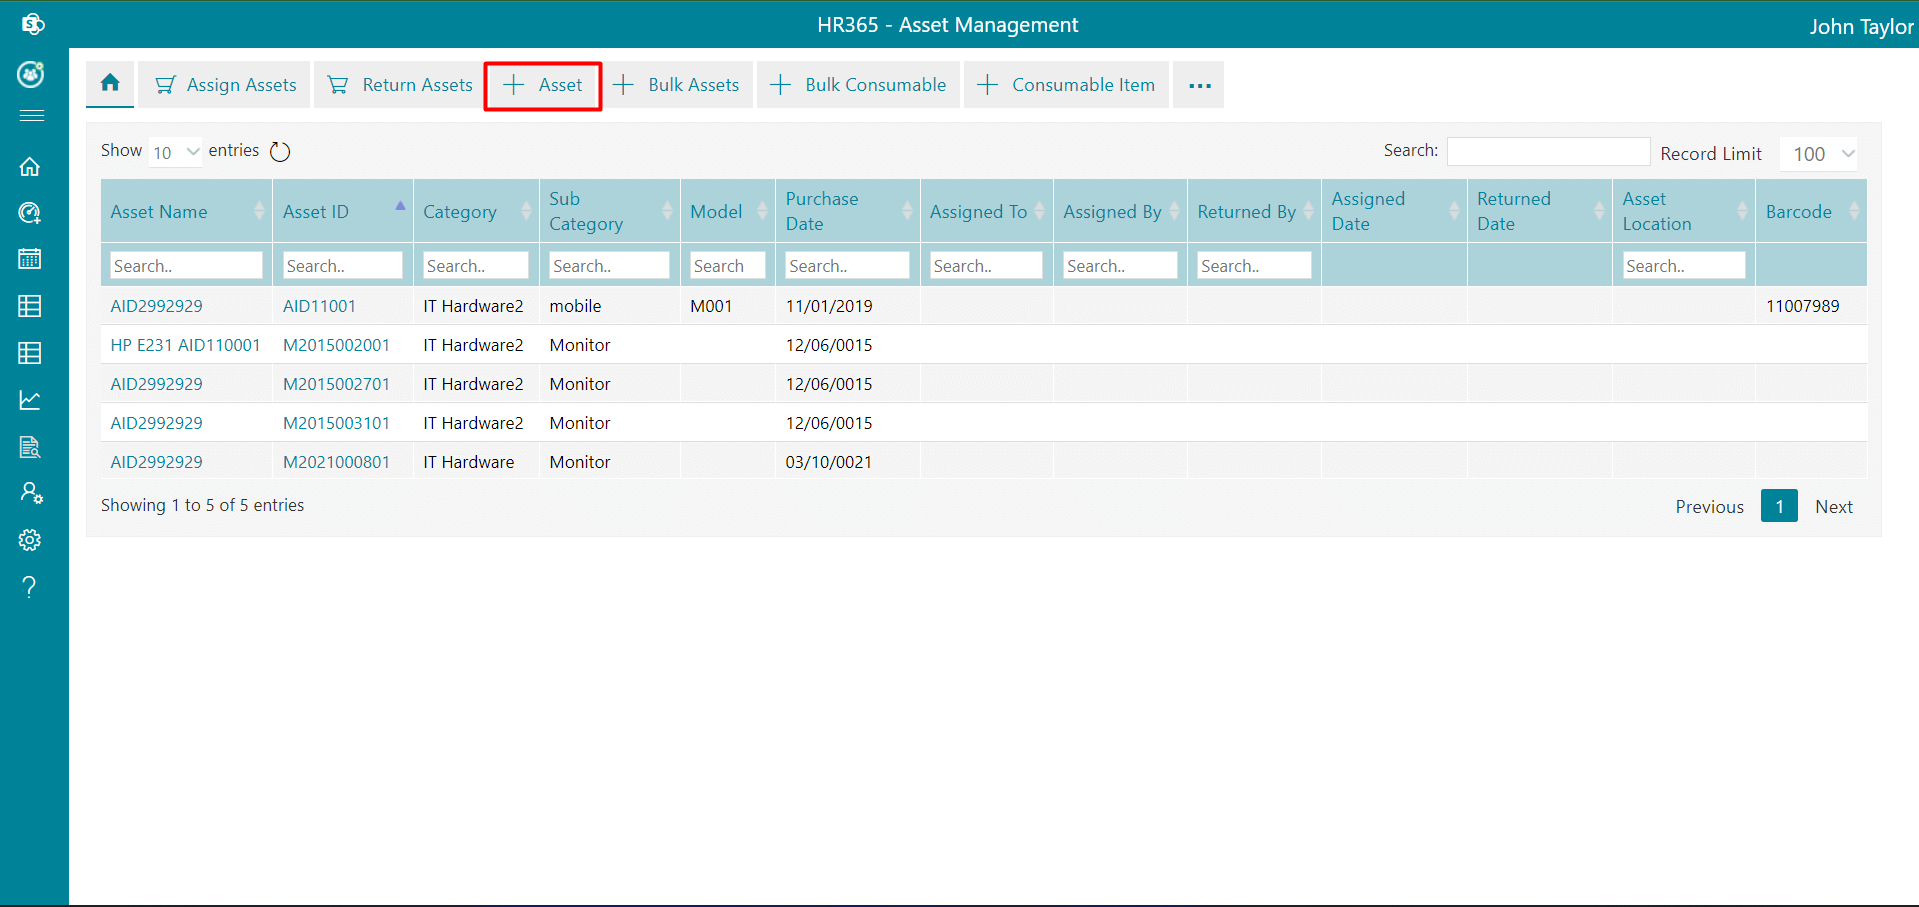 HR365 - Asset Management
John Taylor
Assign Assets Return Assets Asset Bulk Assets Bulk Consumable Consumable Item ...
Show 10 entries Search: Record Limit 100
Asset Name Asset ID Category Sub Category Model Purchase Date Assigned To Assigned By Returned By Assigned Date Returned Date Asset Location Barcode
Search.. Search.. Search.. Search.. Search Search.. Search.. Search.. Search.. Search..
AID2992929 AID11001 IT Hardware2 mobile M001 11/01/2019 11007989
HP E231 AID110001 M2015002001 IT Hardware2 Monitor 12/06/0015
AID2992929 M2015002701 IT Hardware2 Monitor 12/06/0015
AID2992929 M2015003101 IT Hardware2 Monitor 12/06/0015
AID2992929 M2021000801 IT Hardware Monitor 03/10/0021
Showing 1 to 5 of 5 entries Previous 1 Next